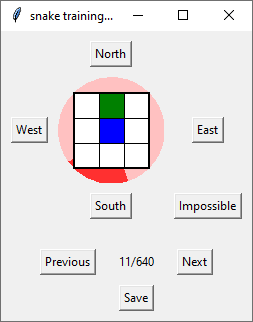 snake training...
North
West
East
South
Impossible
Previous
11/640
Next
Save